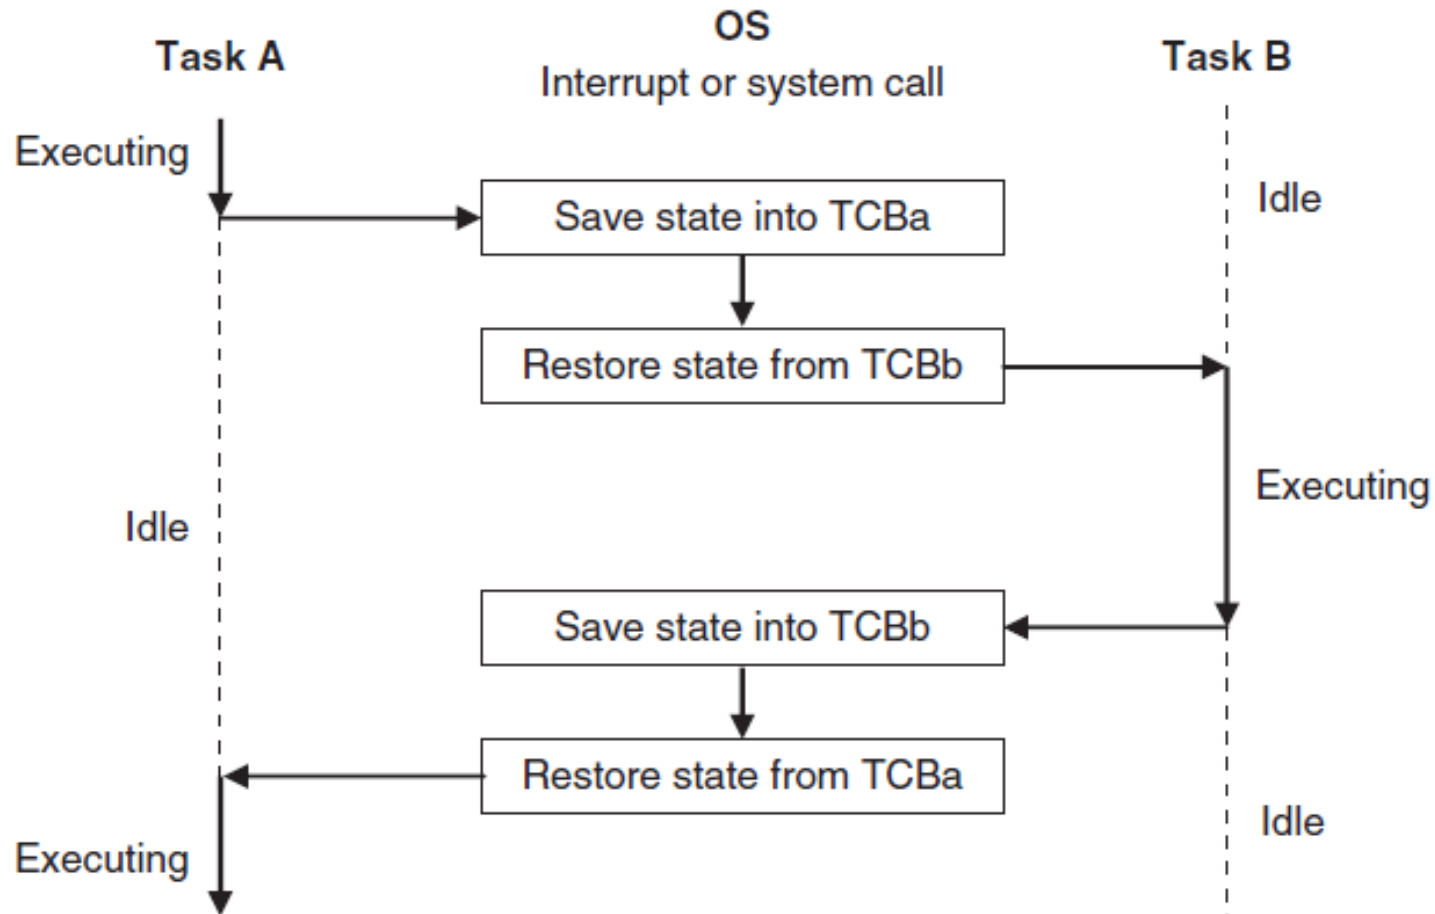 OS
Task A
Task B
Interrupt or system call
Executing
Idle
Save state into TCBa
Restore state from TCBb
Executing
Idle
Save state into TCBb
Restore state from TCBa
Idle
Executing